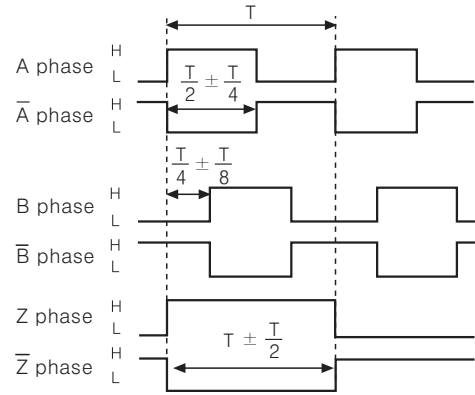 T
A phase H
L
T/2 ± T/4
A̅ phase H
L
T/4 ± T/8
B phase H
L
B̅ phase H
L
Z phase H
L
T ± T/2
Z̅ phase H
L